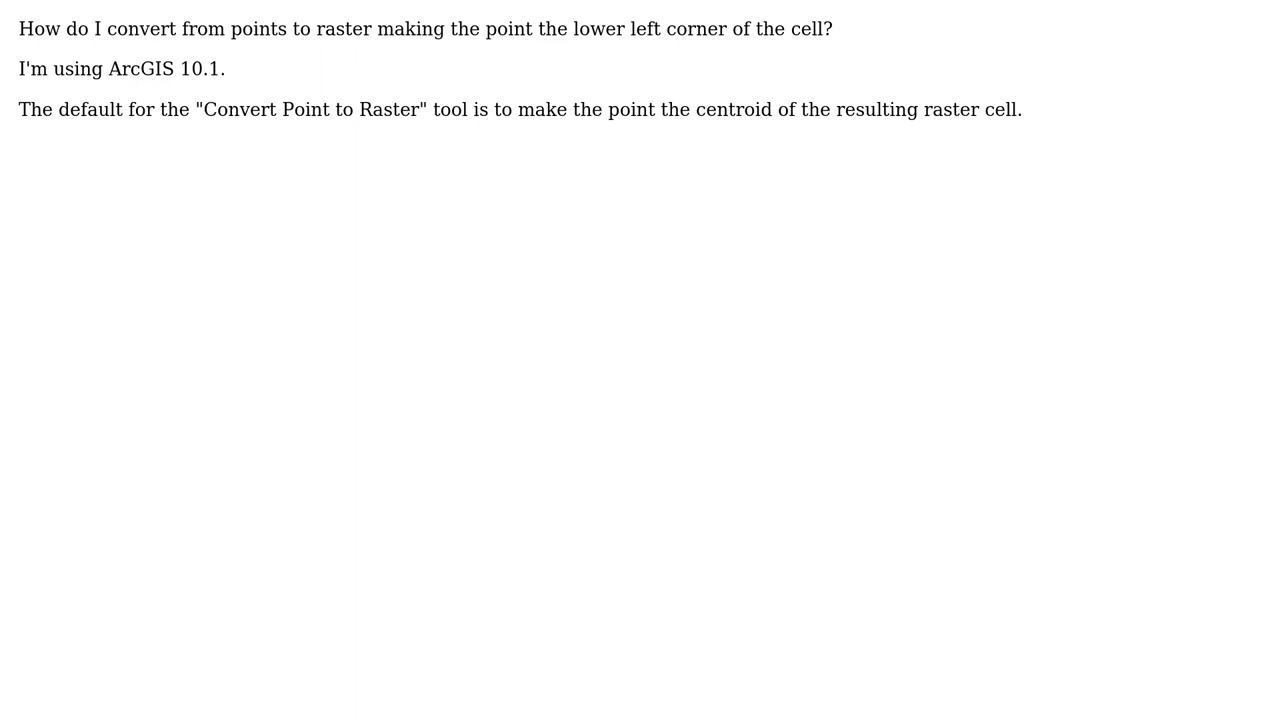 How do I convert from points to raster making the point the lower left corner of the cell?
I'm using ArcGIS 10.1.
The default for the "Convert Point to Raster" tool is to make the point the centroid of the resulting raster cell.